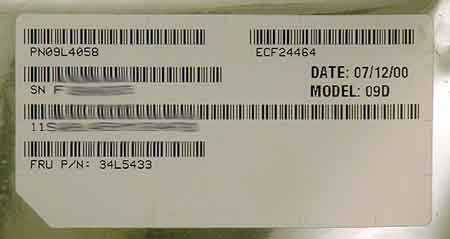 PN09L4058 ECF24464
DATE: 07/12/00
SN F
MODEL: 09D
11S
FRU P/N: 34L5433